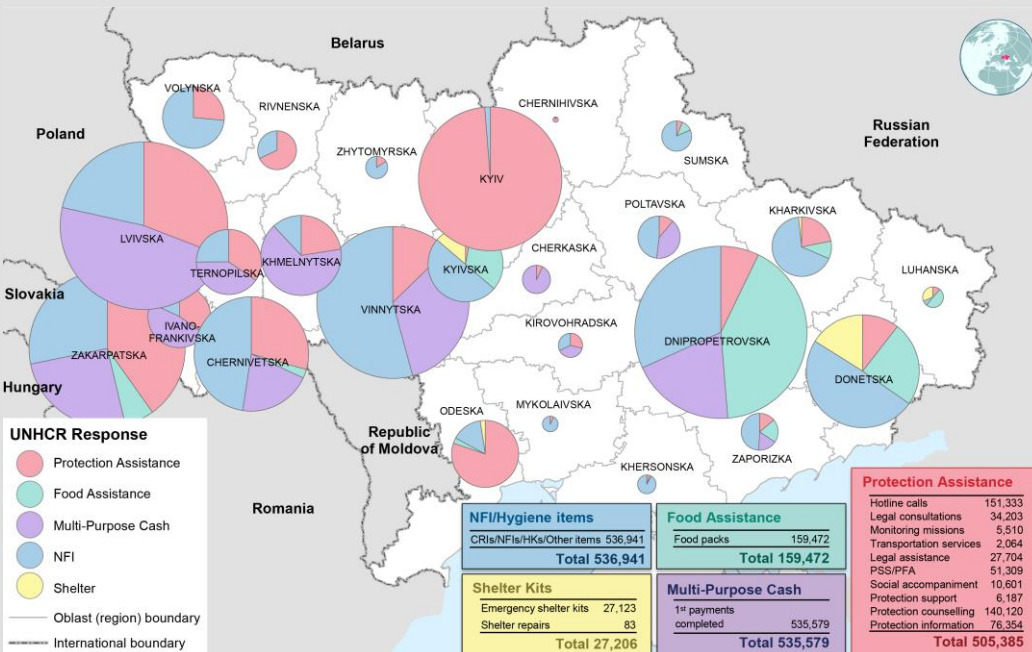 Belarus
VOLYNSKA
RIVNENSKA
CHERNIHIVSKA
Poland
Russian
Federation
ZHYTOMYRSKA
SUMSKA
KYIV
POLTAVSKA
KHARKIVSKA
LVIVSKA
KHMELNYTSKA
CHERKASKA
TERNOPILSKA
KYIVSKA
LUHANSKA
Slovakia
VINNYTSKA
IVANO-
FRANKIVSKA
KIROVOHRADSKA
DNIPROPETROVSKA
ZAKARPATSKA
CHERNIVETSKA
DONETSKA
Hungary
MYKOLAIVSKA
ODESKA
Republic
of Moldova
ZAPORIZKA
KHERSONSKA
Romania
UNHCR Response
Protection Assistance
Food Assistance
Multi-Purpose Cash
NFI
Shelter
Oblast (region) boundary
International boundary
NFI/Hygiene items
CRIs/NFIs/HKs/Other items 536,941
Total 536,941
Food Assistance
Food packs 159,472
Total 159,472
Shelter Kits
Emergency shelter kits 27,123
Shelter repairs 83
Total 27,206
Multi-Purpose Cash
1st payments
completed 535,579
Total 535,579
Protection Assistance
Hotline calls 151,333
Legal consultations 34,203
Monitoring missions 5,510
Transportation services 2,064
Legal assistance 27,704
PSS/PFA 51,309
Social accompaniment 10,601
Protection support 6,187
Protection counselling 140,120
Protection information 76,354
Total 505,385